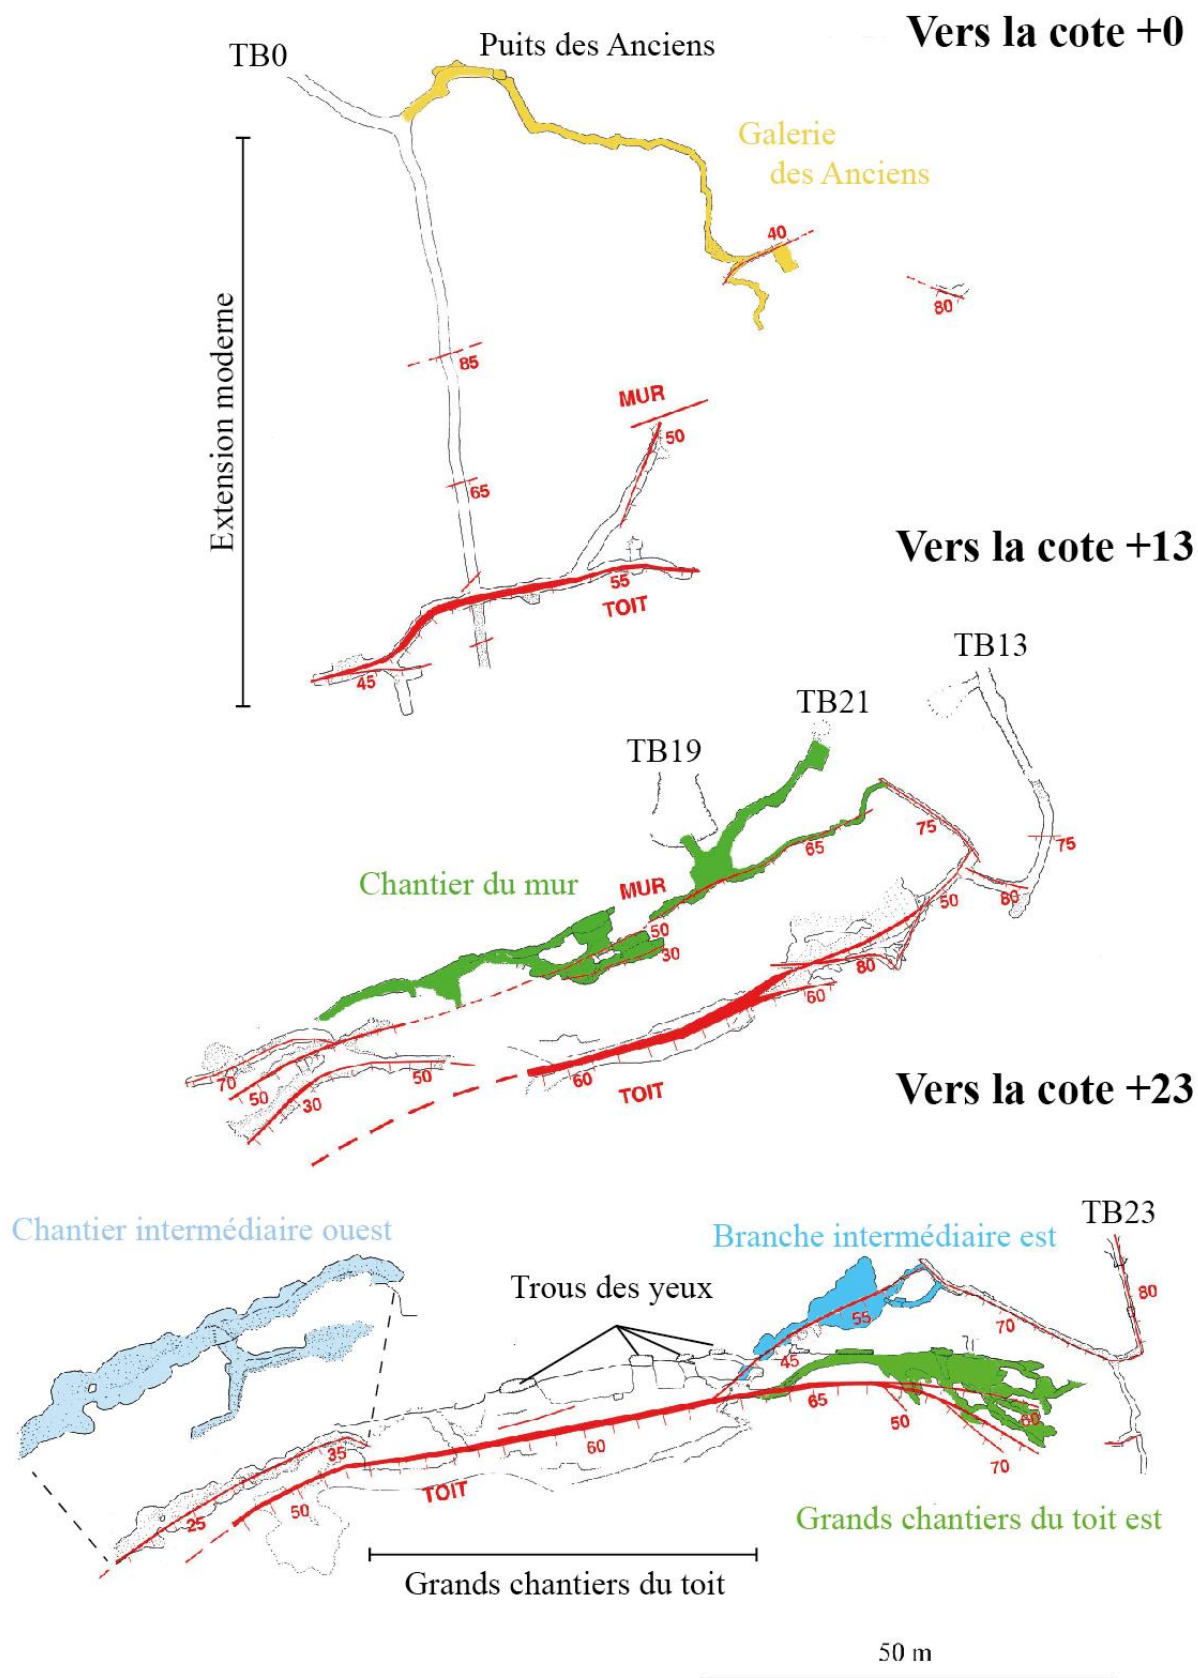 Vers la cote +0
TB0
Puits des Anciens
Galerie
des Anciens
40
80
Extension moderne
85
MUR
50
65
55
TOIT
45
Vers la cote +13
TB13
TB21
TB19
75
75
65
Chantier du mur
MUR
50
80
50
30
80
60
70
50
50
30
60
TOIT
Vers la cote +23
Chantier intermédiaire ouest
TB23
Branche intermédiaire est
Trous des yeux
80
55
70
45
65
60
50
35
60
70
TOIT
50
25
Grands chantiers du toit est
Grands chantiers du toit
50 m